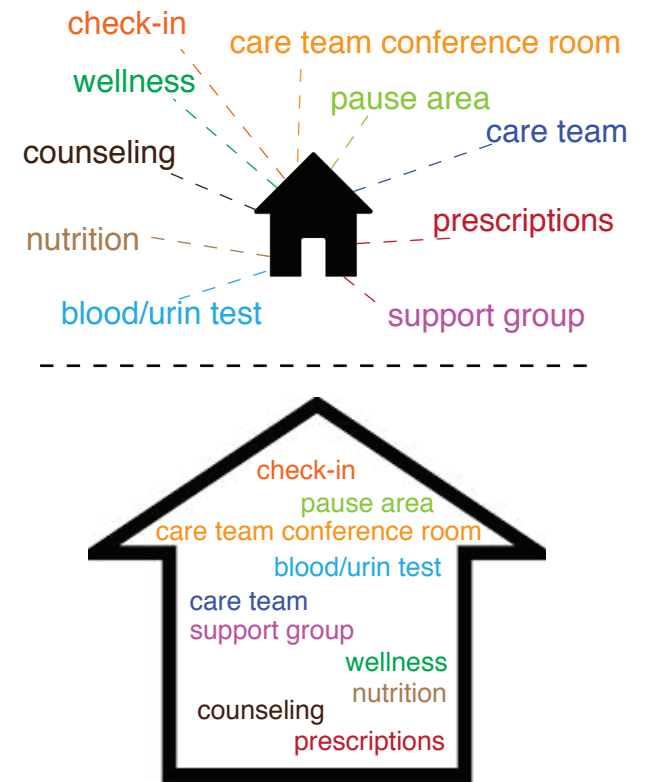 check-in
care team conference room
wellness
pause area
care team
counseling
prescriptions
nutrition
blood/urin test
support group
check-in
pause area
care team conference room
blood/urin test
care team
support group
wellness
nutrition
counseling
prescriptions